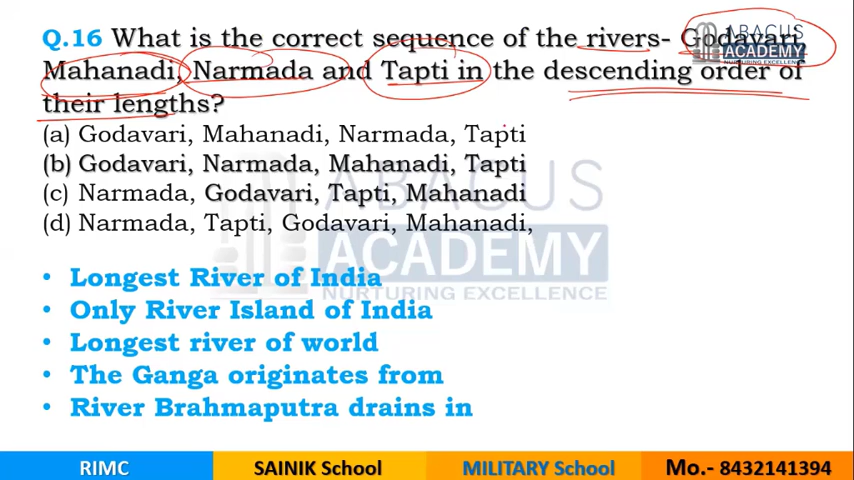 Q.16 What is the correct sequence of the rivers- Godavari
ABACUS
ACADEMY
NURTURING EXCELLENCE
Mahanadi, Narmada and Tapti in the descending order of
their lengths?
(a) Godavari, Mahanadi, Narmada, Tapti
(b) Godavari, Narmada, Mahanadi, Tapti
(c) Narmada, Godavari, Tapti, Mahanadi
(d) Narmada, Tapti, Godavari, Mahanadi,
ABACUS
ACADEMY
NURTURING EXCELLENCE
• Longest River of India
• Only River Island of India
• Longest river of world
• The Ganga originates from
• River Brahmaputra drains in
RIMC SAINIK School MILITARY School Mo.- 8432141394